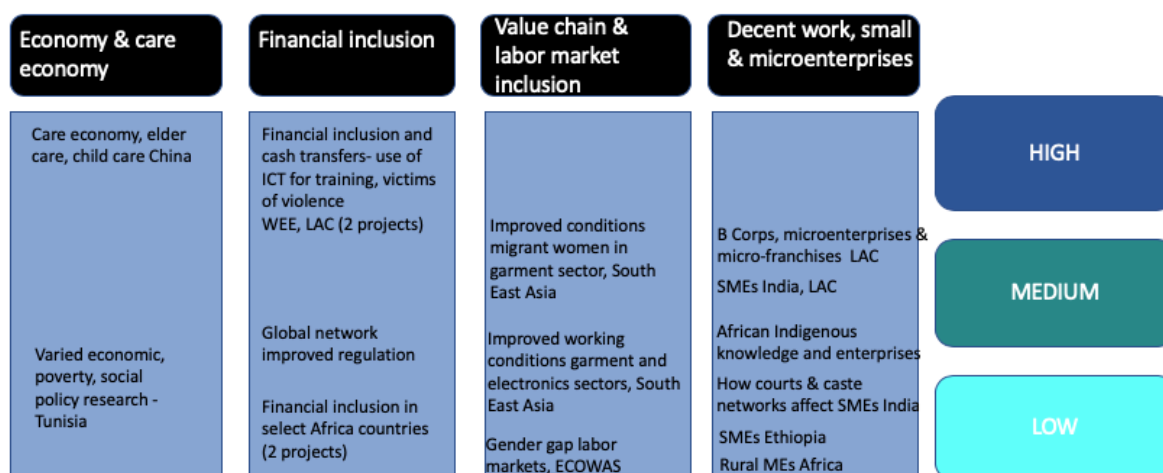 Economy & care
economy
Financial inclusion
Value chain &
labor market
inclusion
Decent work, small
& microenterprises
Care economy, elder
care, child care China
Varied economic,
poverty, social
policy research -
Tunisia
Financial inclusion and
cash transfers- use of
ICT for training, victims
of violence
WEE, LAC (2 projects)
Global network
improved regulation
Financial inclusion in
select Africa countries
(2 projects)
Improved conditions
migrant women in
garment sector, South
East Asia
Improved working
conditions garment and
electronics sectors, South
East Asia
Gender gap labor
markets, ECOWAS
B Corps, microenterprises &
micro-franchises LAC
SMEs India, LAC
African Indigenous
knowledge and enterprises
How courts & caste
networks affect SMEs India
SMEs Ethiopia
Rural MEs Africa
HIGH
MEDIUM
LOW